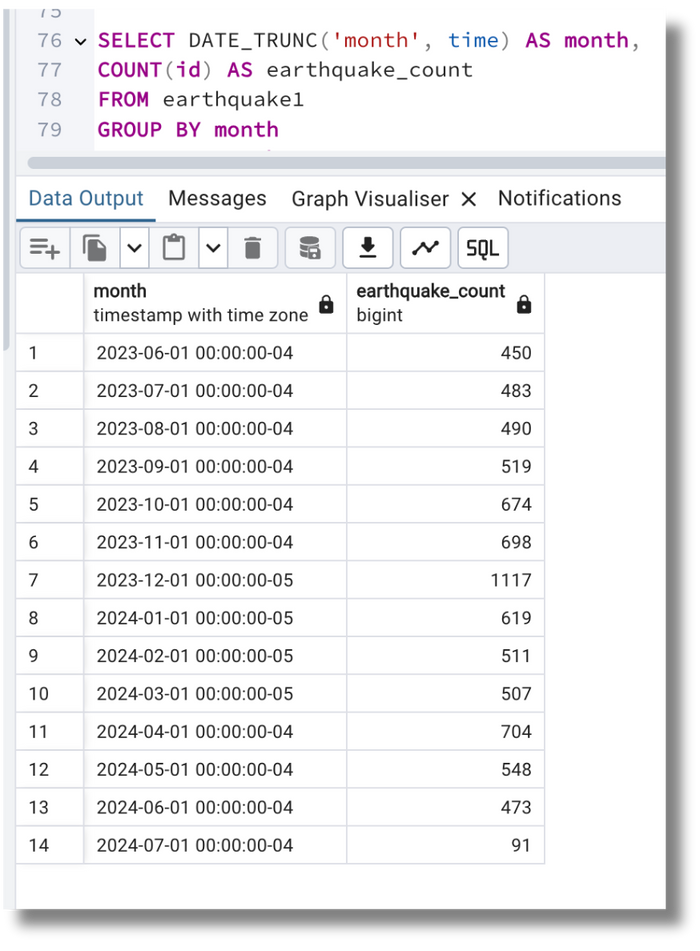 75
76 SELECT DATE_TRUNC('month', time) AS month,
77 COUNT(id) AS earthquake_count
78 FROM earthquake1
79 GROUP BY month
Data Output Messages Graph Visualiser × Notifications
SQL
month earthquake_count
timestamp with time zone bigint
1 2023-06-01 00:00:00-04 450
2 2023-07-01 00:00:00-04 483
3 2023-08-01 00:00:00-04 490
4 2023-09-01 00:00:00-04 519
5 2023-10-01 00:00:00-04 674
6 2023-11-01 00:00:00-04 698
7 2023-12-01 00:00:00-05 1117
8 2024-01-01 00:00:00-05 619
9 2024-02-01 00:00:00-05 511
10 2024-03-01 00:00:00-05 507
11 2024-04-01 00:00:00-04 704
12 2024-05-01 00:00:00-04 548
13 2024-06-01 00:00:00-04 473
14 2024-07-01 00:00:00-04 91